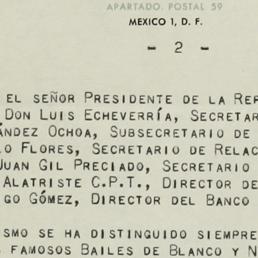 APARTADO. POSTAL 59
MEXICO 1, D. F.
- 2 -
EL SEÑOR PRESIDENTE DE LA REP
DON LUIS ECHEVERRÍA, SECRETAR
ÁNDEZ OCHOA, SUBSECRETARIO DE
LO FLORES, SECRETARIO DE RELAC
JUAN GIL PRECIADO, SECRETARIO
ALATRISTE C.P.T., DIRECTOR DE
GO GÓMEZ, DIRECTOR DEL BANCO
ISMO SE HA DISTINGUIDO SIEMPRE
S FAMOSOS BAILES DE BLANCO Y N